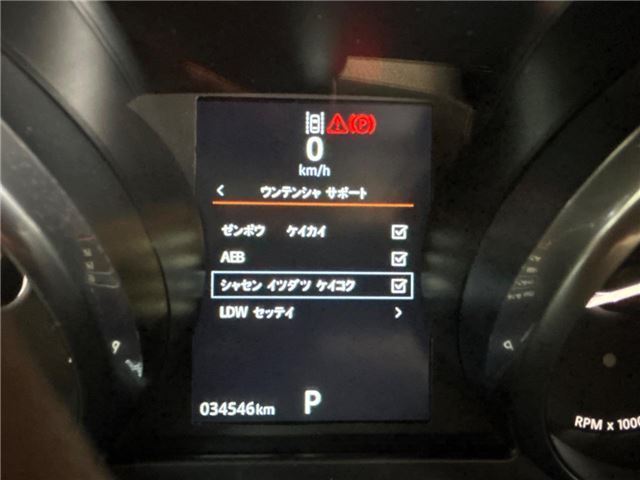 0
km/h
< ウンテンシャ サポート
ゼンボウ ケイカイ
AEB
シャセン イツダツ ケイコク
LDW セッテイ >
034546km P
RPM x 1000